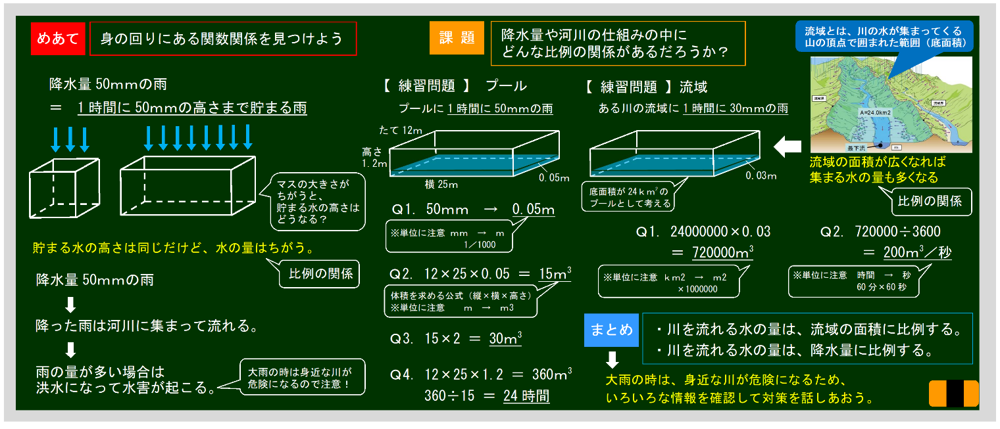 めあて
身の回りにある関数関係を見つけよう
降水量 50mmの雨
＝ 1時間に 50mmの高さまで貯まる雨
マスの大きさが
ちがうと、
貯まる水の高さは
どうなる？
貯まる水の高さは同じだけど、水の量はちがう。
比例の関係
降水量 50mmの雨
降った雨は河川に集まって流れる。
雨の量が多い場合は
洪水になって水害が起こる。
大雨の時は身近な川が
危険になるので注意！
課 題
降水量や河川の仕組みの中に
どんな比例の関係があるだろうか？
【 練習問題 】 プール
プールに 1時間に 50mmの雨
たて 12m
高さ
1.2m
横 25m
0.05m
Q1. 50mm → 0.05m
※単位に注意 mm → m
1／1000
Q2. 12×25×0.05 ＝ 15m³
体積を求める公式（縦×横×高さ）
※単位に注意 m → m3
Q3. 15×2 ＝ 30m³
Q4. 12×25×1.2 ＝ 360m³
360÷15 ＝ 24 時間
【 練習問題 】流域
ある川の流域に 1時間に 30mmの雨
0.03m
底面積が 24ｋｍ²の
プールとして考える
流域とは、川の水が集まってくる
山の頂点で囲まれた範囲（底面積）
流域界
流域界
A=24.0km2
最下流
流域の面積が広くなれば
集まる水の量も多くなる
比例の関係
Q1. 24000000×0.03
＝ 720000m³
※単位に注意 ｋｍ2 → m2
×1000000
Q2. 720000÷3600
＝ 200m³／秒
※単位に注意 時間 → 秒
60 分×60 秒
まとめ
・川を流れる水の量は、流域の面積に比例する。
・川を流れる水の量は、降水量に比例する。
大雨の時は、身近な川が危険になるため、
いろいろな情報を確認して対策を話しあおう。